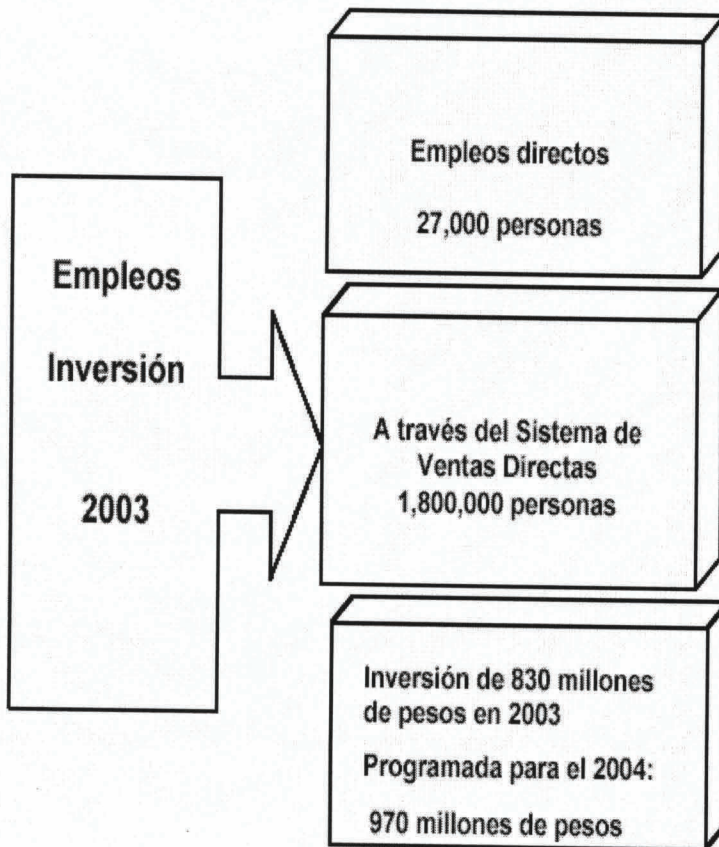 Empleos
Inversión
2003
Empleos directos
27,000 personas
A través del Sistema de
Ventas Directas
1,800,000 personas
Inversión de 830 millones
de pesos en 2003
Programada para el 2004:
970 millones de pesos